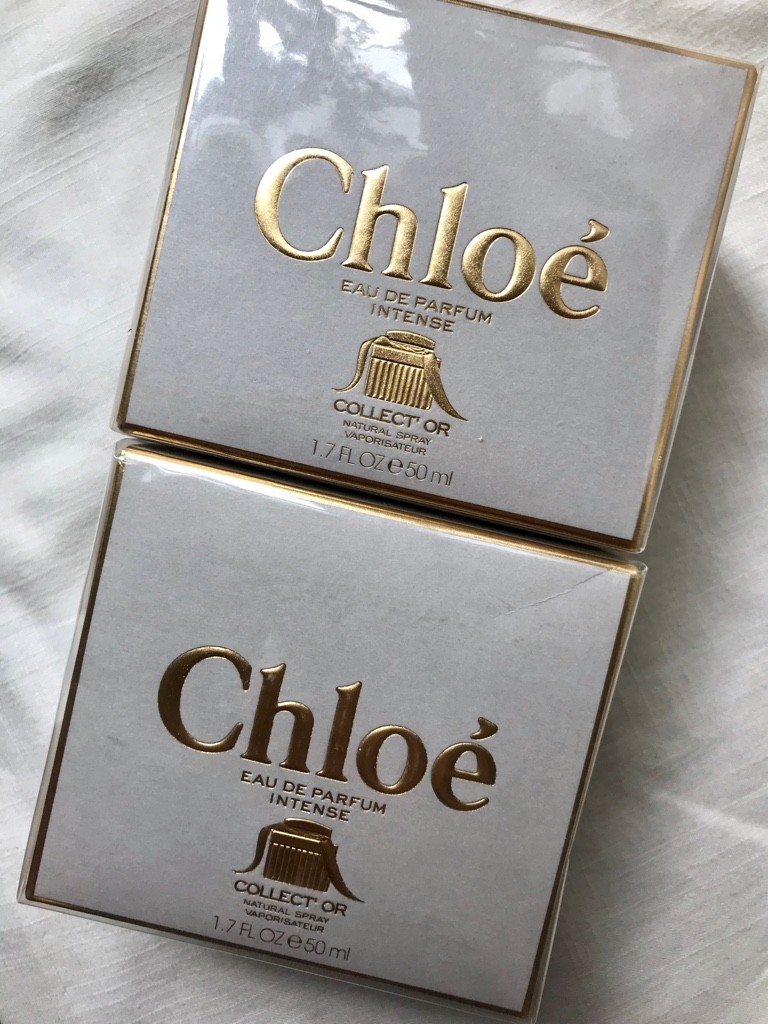 Chloé
EAU DE PARFUM
INTENSE
COLLECT' OR
NATURAL SPRAY
VAPORISATEUR
1.7 FL OZ ℮ 50 ml
Chloé
EAU DE PARFUM
INTENSE
COLLECT' OR
NATURAL SPRAY
VAPORISATEUR
1.7 FL OZ ℮ 50 ml